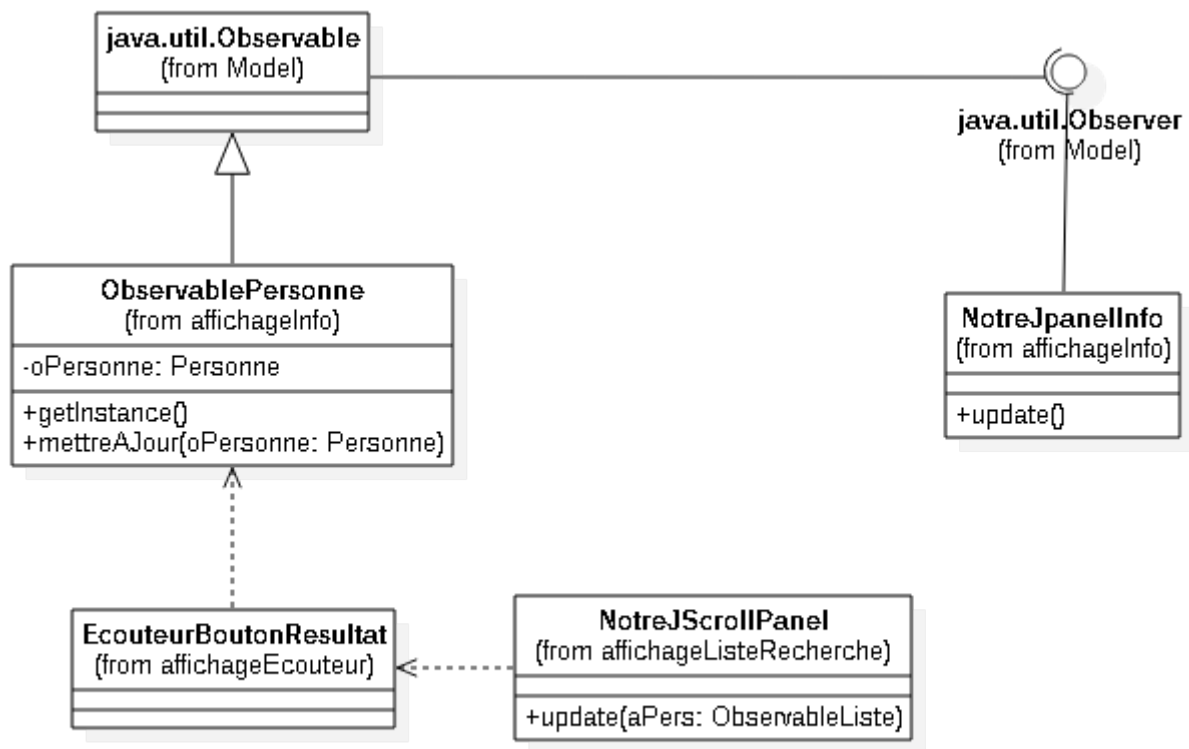 java.util.Observable
(from Model)
java.util.Observer
(from Model)
ObservablePersonne
(from affichageInfo)
-oPersonne: Personne
+getInstance()
+mettreAJour(oPersonne: Personne)
NotreJpanelInfo
(from affichageInfo)
+update()
EcouteurBoutonResultat
(from affichageEcouteur)
NotreJScrollPanel
(from affichageListeRecherche)
+update(aPers: ObservableListe)